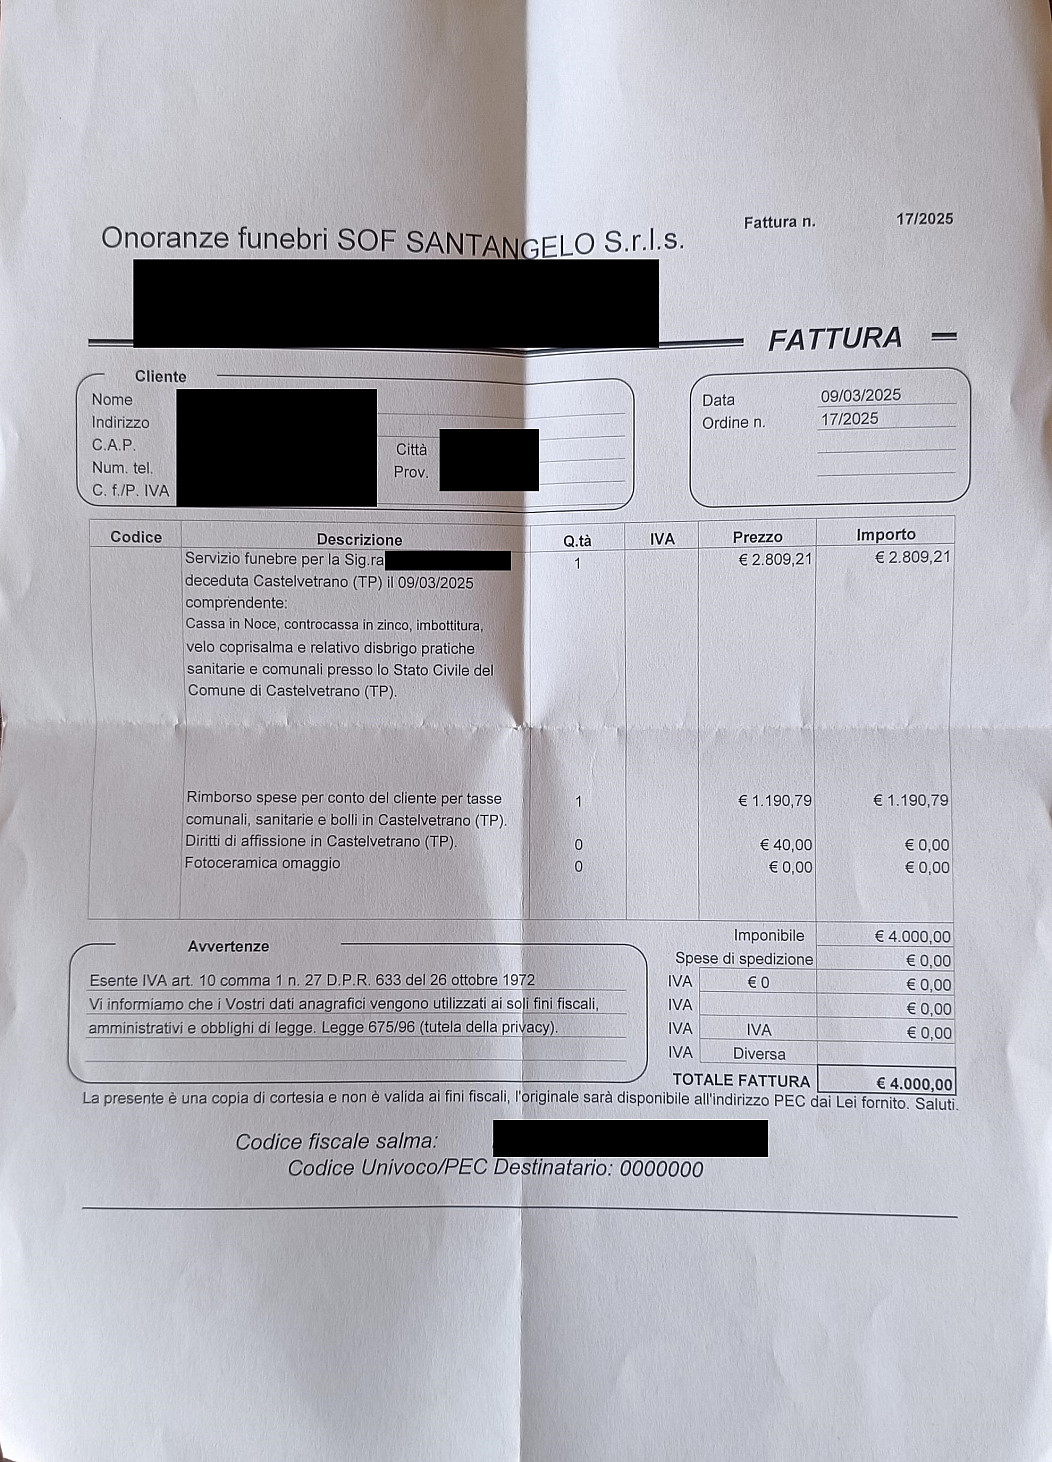 Fattura n. 17/2025
Onoranze funebri SOF SANTANGELO S.r.l.s.
FATTURA
Cliente
Nome
Indirizzo
C.A.P.
Città
Num. tel.
Prov.
C. f./P. IVA
Data 09/03/2025
Ordine n. 17/2025
Codice Descrizione Q.tà IVA Prezzo Importo
Servizio funebre per la Sig.ra 1 € 2.809,21 € 2.809,21
deceduta Castelvetrano (TP) il 09/03/2025
comprendente:
Cassa in Noce, controcassa in zinco, imbottitura,
velo coprisalma e relativo disbrigo pratiche
sanitarie e comunali presso lo Stato Civile del
Comune di Castelvetrano (TP).
Rimborso spese per conto del cliente per tasse 1 € 1.190,79 € 1.190,79
comunali, sanitarie e bolli in Castelvetrano (TP).
Diritti di affissione in Castelvetrano (TP). 0 € 40,00 € 0,00
Fotoceramica omaggio 0 € 0,00 € 0,00
Avvertenze
Esente IVA art. 10 comma 1 n. 27 D.P.R. 633 del 26 ottobre 1972
Vi informiamo che i Vostri dati anagrafici vengono utilizzati ai soli fini fiscali,
amministrativi e obblighi di legge. Legge 675/96 (tutela della privacy).
Imponibile € 4.000,00
Spese di spedizione € 0,00
IVA € 0 € 0,00
IVA € 0,00
IVA IVA € 0,00
IVA Diversa
TOTALE FATTURA € 4.000,00
La presente è una copia di cortesia e non è valida ai fini fiscali, l'originale sarà disponibile all'indirizzo PEC dai Lei fornito. Saluti.
Codice fiscale salma:
Codice Univoco/PEC Destinatario: 0000000